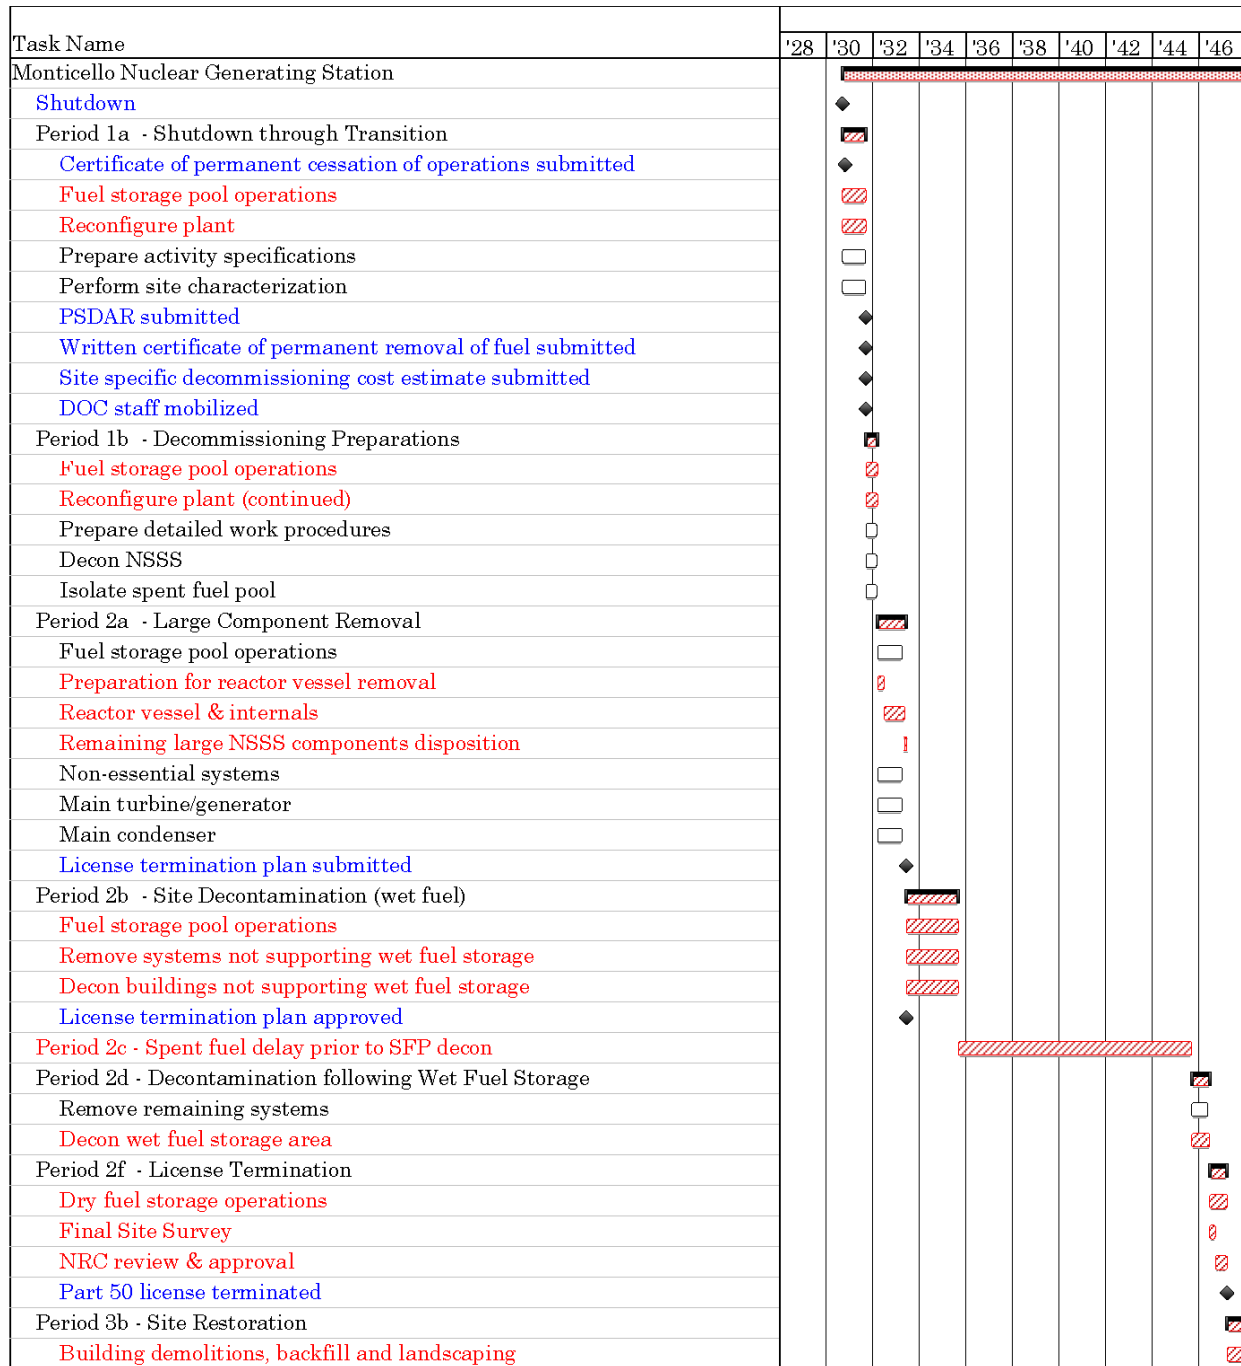 Task Name '28 '30 '32 '34 '36 '38 '40 '42 '44 '46
Monticello Nuclear Generating Station
Shutdown
Period 1a - Shutdown through Transition
Certificate of permanent cessation of operations submitted
Fuel storage pool operations
Reconfigure plant
Prepare activity specifications
Perform site characterization
PSDAR submitted
Written certificate of permanent removal of fuel submitted
Site specific decommissioning cost estimate submitted
DOC staff mobilized
Period 1b - Decommissioning Preparations
Fuel storage pool operations
Reconfigure plant (continued)
Prepare detailed work procedures
Decon NSSS
Isolate spent fuel pool
Period 2a - Large Component Removal
Fuel storage pool operations
Preparation for reactor vessel removal
Reactor vessel & internals
Remaining large NSSS components disposition
Non-essential systems
Main turbine/generator
Main condenser
License termination plan submitted
Period 2b - Site Decontamination (wet fuel)
Fuel storage pool operations
Remove systems not supporting wet fuel storage
Decon buildings not supporting wet fuel storage
License termination plan approved
Period 2c - Spent fuel delay prior to SFP decon
Period 2d - Decontamination following Wet Fuel Storage
Remove remaining systems
Decon wet fuel storage area
Period 2f - License Termination
Dry fuel storage operations
Final Site Survey
NRC review & approval
Part 50 license terminated
Period 3b - Site Restoration
Building demolitions, backfill and landscaping